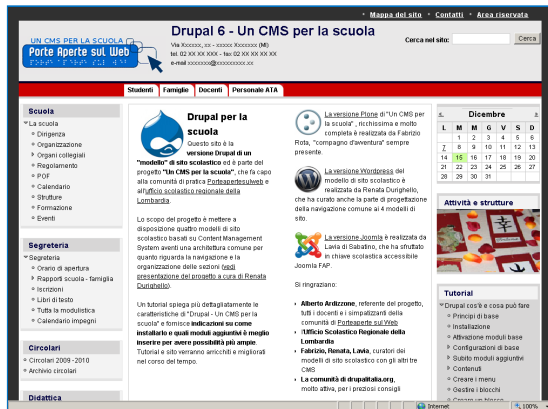 Mappa del sito • Contatti • Area riservata
UN CMS PER LA SCUOLA
Porte Aperte sul Web
Drupal 6 - Un CMS per la scuola
Via Xxxxxx, xx - xxxxx Xxxxxxx (MI)
tel. 02 XX XX XXX - fax 02 XX XX XX XX
e-mail xxxxxxx@xxxxxxxxx.xx
Cerca nel sito:
Cerca
Studenti
Famiglie
Docenti
Personale ATA
Scuola
La scuola
Dirigenza
Organizzazione
Organi collegiali
Regolamento
POF
Calendario
Strutture
Formazione
Eventi
Segreteria
Segreteria
Orario di apertura
Rapporti scuola - famiglia
Iscrizioni
Libri di testo
Tutta la modulistica
Calendario impegni
Circolari
Circolari 2009-2010
Archivio circolari
Didattica
Drupal per la
scuola
Questo sito è la
versione Drupal di un
"modello" di sito scolastico ed è parte del
progetto "Un CMS per la scuola", che fa capo
alla comunità di pratica Porteapertesulweb e
all'ufficio scolastico regionale della
Lombardia.
Lo scopo del progetto è mettere a
disposizione quattro modelli di sito
scolastico basati su Content Management
System aventi una architettura comune per
quanto riguarda la navigazione e la
organizzazione delle sezioni (vedi
presentazione del progetto a cura di Renata
Durighello).
Un tutorial spiega più dettagliatamente le
caratteristiche di "Drupal - Un CMS per la
scuola" e fornisce indicazioni su come
installarlo e quali moduli aggiuntivi è meglio
inserire per avere possibilità più ampie.
Tutorial e sito verranno arricchiti e migliorati
nel corso del tempo.
La versione Plone di "Un CMS per
la scuola" , ricchissima e molto
completa è realizata da Fabrizio
Rota, "compagno d'avventura" sempre
presente.
La versione Wordpress del
modello di sito scolastico è
realizzata da Renata Durighello,
che ha curato anche la parte di progettazione
della navigazione comune ai 4 modelli di
sito.
La versione Joomla è realizzata da
Lavia di Sabatino, che ha sfruttato
in chiave scolastica accessibile
Joomla FAP.
Si ringraziano:
Alberto Ardizzone, referente del progetto,
tutti i docenti e i simpatizzanti della
comunità di Porteaperte sul Web
l'Ufficio Scolastico Regionale della
Lombardia
Fabrizio, Renata, Lavia, curatori dei
modelli di sito scolastico con gli altri tre
CMS
La comunità di drupalitalia.org,
molto attiva, per i preziosi consigli
« Dicembre »
L M M G V S D
1 2 3 4 5 6
7 8 9 10 11 12 13
14 15 16 17 18 19 20
21 22 23 24 25 26 27
28 29 30 31
Attività e strutture
Tutorial
Drupal cos'è e cosa può fare
Principi di base
Installazione
Attivazione moduli base
Configurazioni di base
Subito moduli aggiuntivi
Contenuti
Creare i menu
Gestire i blocchi
Creare un blocco
Internet
100%